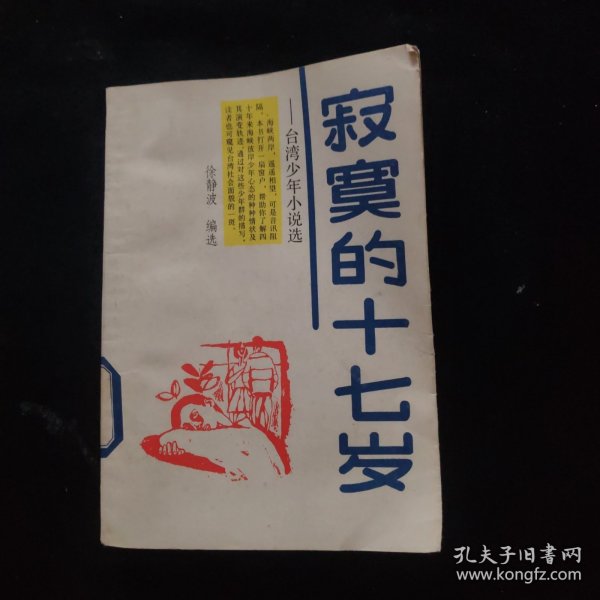 寂寞的十七岁
——台湾少年小说选
海峡两岸，遥遥相望，可是音讯阻
隔。本书打开一扇窗户，帮助你了解四
十年来海峡彼岸少年心态的种种情状及
其演变轨迹。通过对这些少年群的描写，
读者也可窥见台湾社会面貌的一斑。
徐静波 编选
孔夫子旧书网
www.kongfz.com